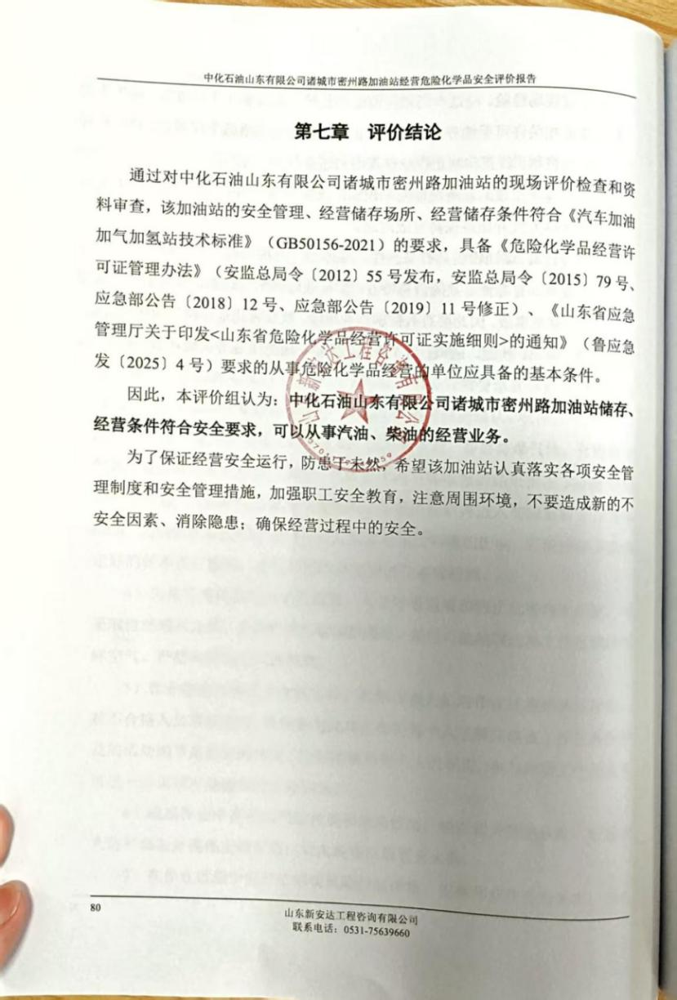 中化石油山东有限公司诸城市密州路加油站经营危险化学品安全评价报告
第七章 评价结论
通过对中化石油山东有限公司诸城市密州路加油站的现场评价检查和资
料审查，该加油站的安全管理、经营储存场所、经营储存条件符合《汽车加油
加气加氢站技术标准》（GB50156-2021）的要求，具备《危险化学品经营许
可证管理办法》（安监总局令〔2012〕55号发布，安监总局令〔2015〕79号、
应急部公告〔2018〕12号、应急部公告〔2019〕11号修正）、《山东省应急
管理厅关于印发<山东省危险化学品经营许可证实施细则>的通知》（鲁应急
发〔2025〕4号）要求的从事危险化学品经营的单位应具备的基本条件。
因此，本评价组认为：中化石油山东有限公司诸城市密州路加油站储存、
经营条件符合安全要求，可以从事汽油、柴油的经营业务。
为了保证经营安全运行，防患于未然，希望该加油站认真落实各项安全管
理制度和安全管理措施，加强职工安全教育，注意周围环境，不要造成新的不
安全因素、消除隐患；确保经营过程中的安全。
山东新安达工程咨询有限公司
80
山东新安达工程咨询有限公司
联系电话：0531-75639660